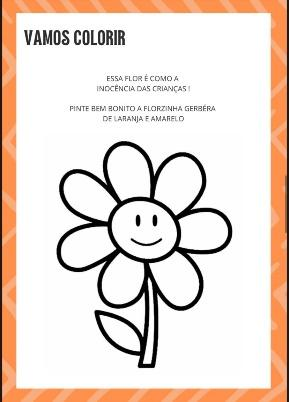 VAMOS COLORIR
ESSA FLOR É COMO A
INOCÊNCIA DAS CRIANÇAS !
PINTE BEM BONITO A FLORZINHA GERBÉRA
DE LARANJA E AMARELO